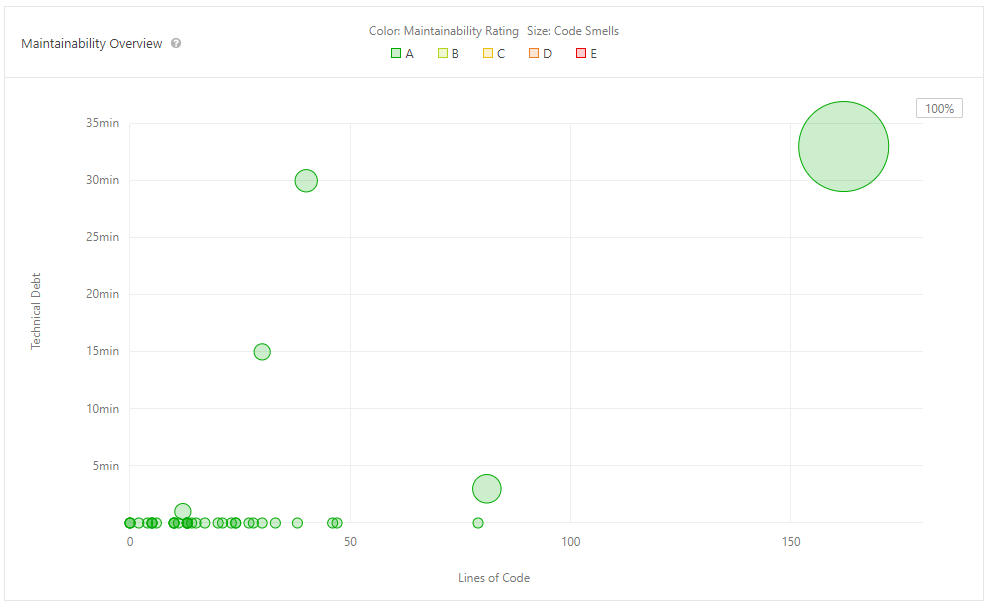 Color: Maintainability Rating Size: Code Smells
Maintainability Overview ?
A B C D E
100%
35min
30min
25min
20min
15min
10min
5min
Technical Debt
0 50 100 150
Lines of Code